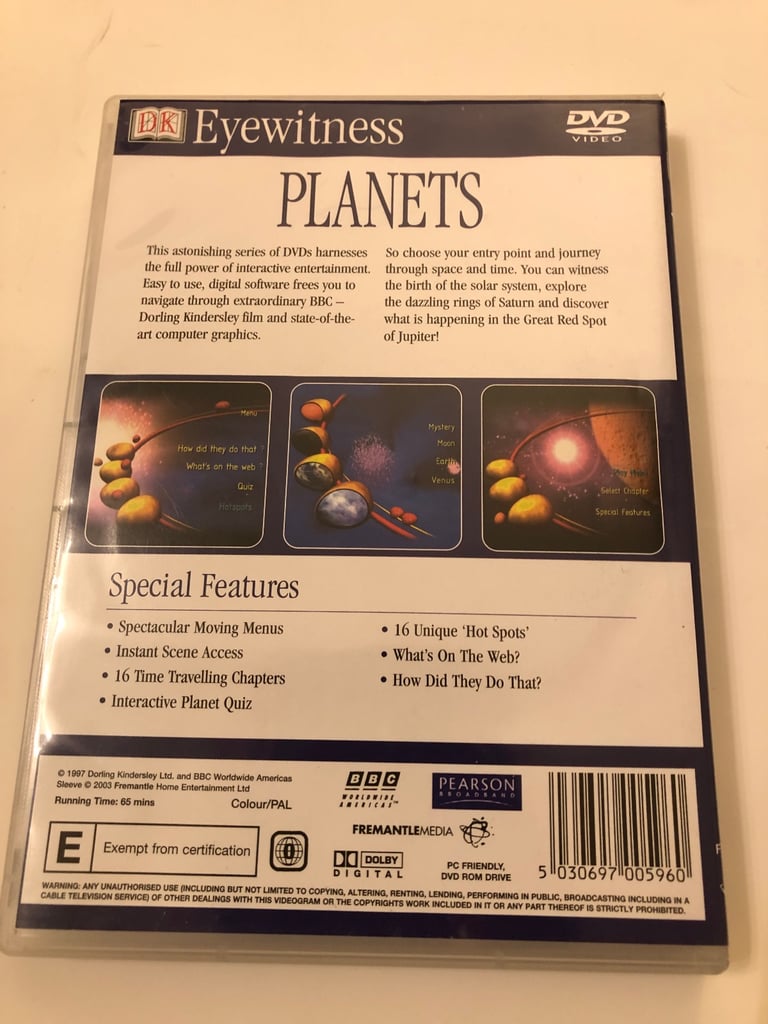 DK Eyewitness
DVD
VIDEO
PLANETS
This astonishing series of DVDs harnesses
the full power of interactive entertainment.
Easy to use, digital software frees you to
navigate through extraordinary BBC –
Dorling Kindersley film and state-of-the-
art computer graphics.
So choose your entry point and journey
through space and time. You can witness
the birth of the solar system, explore
the dazzling rings of Saturn and discover
what is happening in the Great Red Spot
of Jupiter!
Menu
How did they do that ?
What's on the web ?
Quiz
Hotspots
Mystery
Moon
Earth
Venus
Select Chapter
Special Features
Special Features
• Spectacular Moving Menus
• Instant Scene Access
• 16 Time Travelling Chapters
• Interactive Planet Quiz
• 16 Unique 'Hot Spots'
• What's On The Web?
• How Did They Do That?
© 1997 Dorling Kindersley Ltd. and BBC Worldwide Americas
Sleeve © 2003 Fremantle Home Entertainment Ltd
Running Time: 65 mins
Colour/PAL
E Exempt from certification
0
BBC
WORLDWIDE
AMERICAS™
PEARSON
BROADBAND
FREMANTLEMEDIA
DOLBY
DIGITAL
PC FRIENDLY,
DVD ROM DRIVE
5 030697 005960
WARNING: ANY UNAUTHORISED USE (INCLUDING BUT NOT LIMITED TO COPYING, ALTERING, RENTING, LENDING, PERFORMING IN PUBLIC, BROADCASTING INCLUDING IN A
CABLE TELEVISION SERVICE) OF OTHER DEALINGS WITH THIS VIDEOGRAM OR THE COPYRIGHTS WORK INCLUDED IN IT OR ANY PART THEREOF IS STRICTLY PROHIBITED.